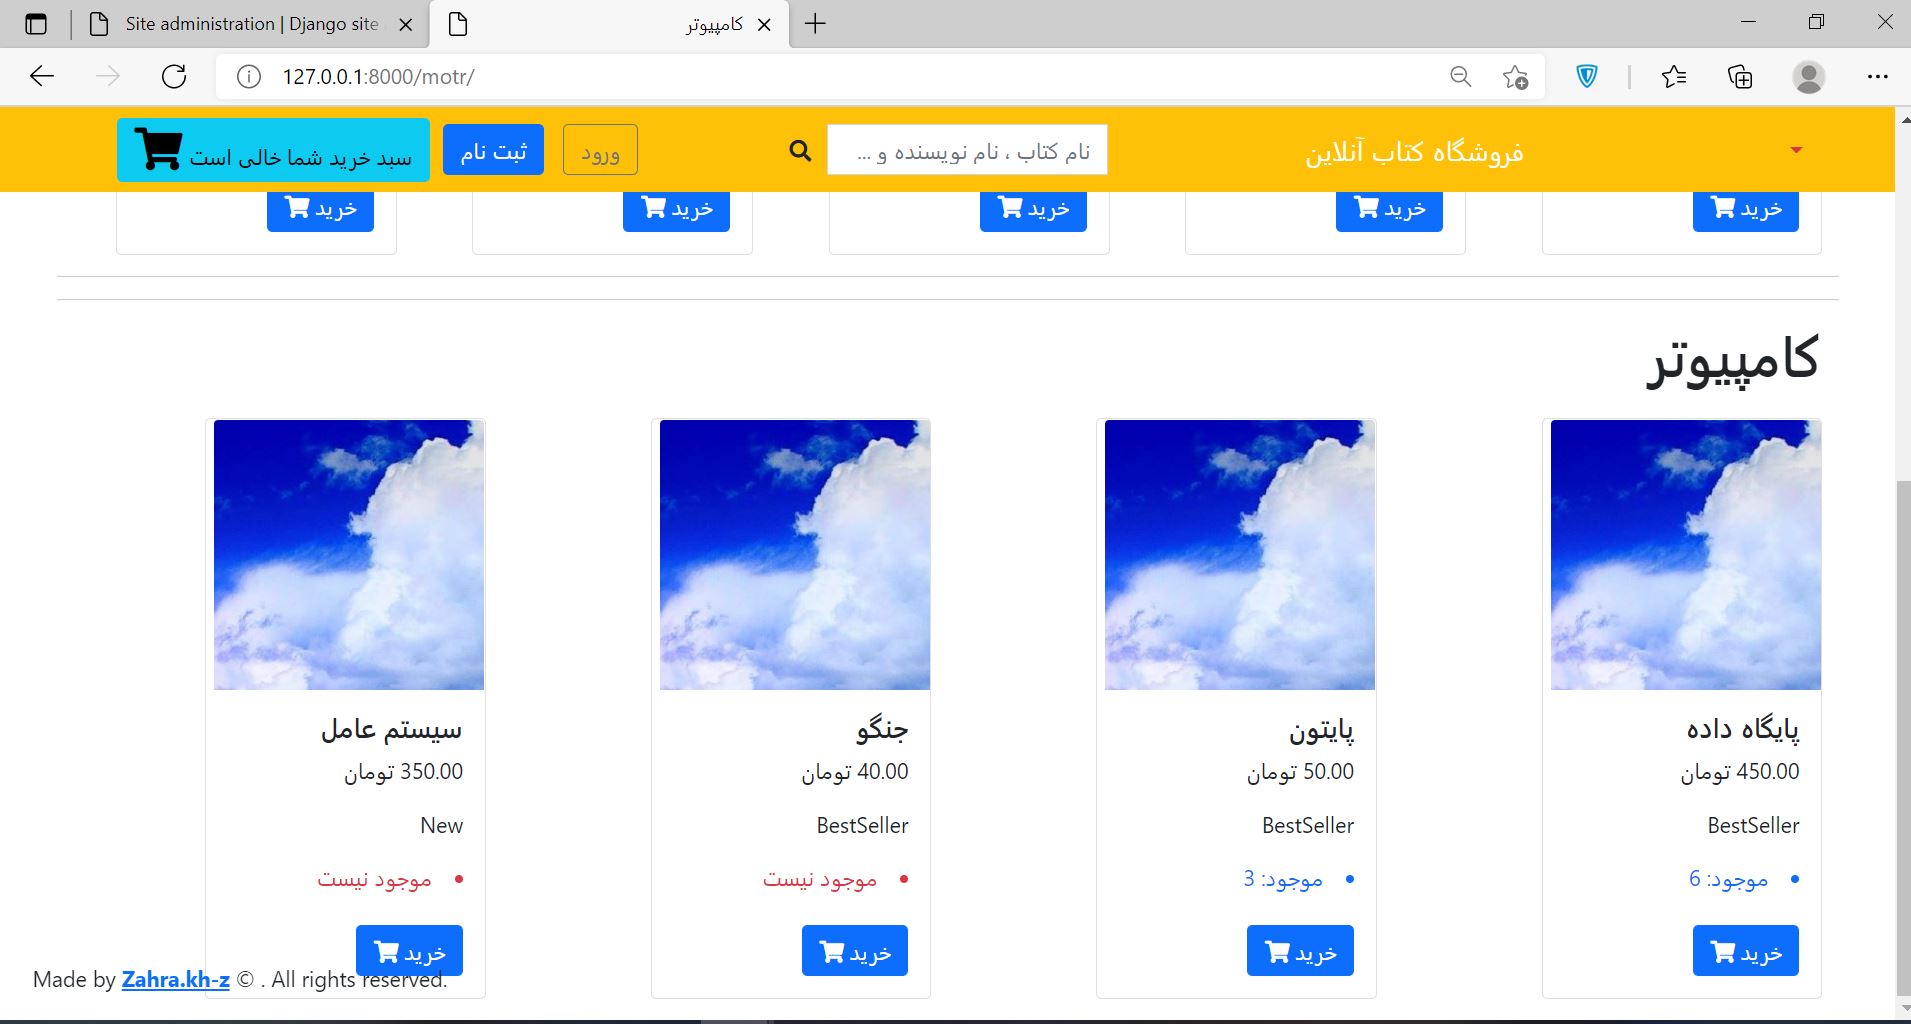 Site administration | Django site
کامپیوتر
127.0.0.1:8000/motr/
فروشگاه کتاب آنلاین
نام کتاب ، نام نویسنده و ...
ورود
ثبت نام
سبد خرید شما خالی است
خرید
خرید
خرید
خرید
خرید
کامپیوتر
پایگاه داده
450.00 تومان
BestSeller
موجود: 6
خرید
پایتون
50.00 تومان
BestSeller
موجود: 3
خرید
جنگو
40.00 تومان
BestSeller
موجود نیست
خرید
سیستم عامل
350.00 تومان
New
موجود نیست
خرید
Made by Zahra.kh-z © . All rights reserved.